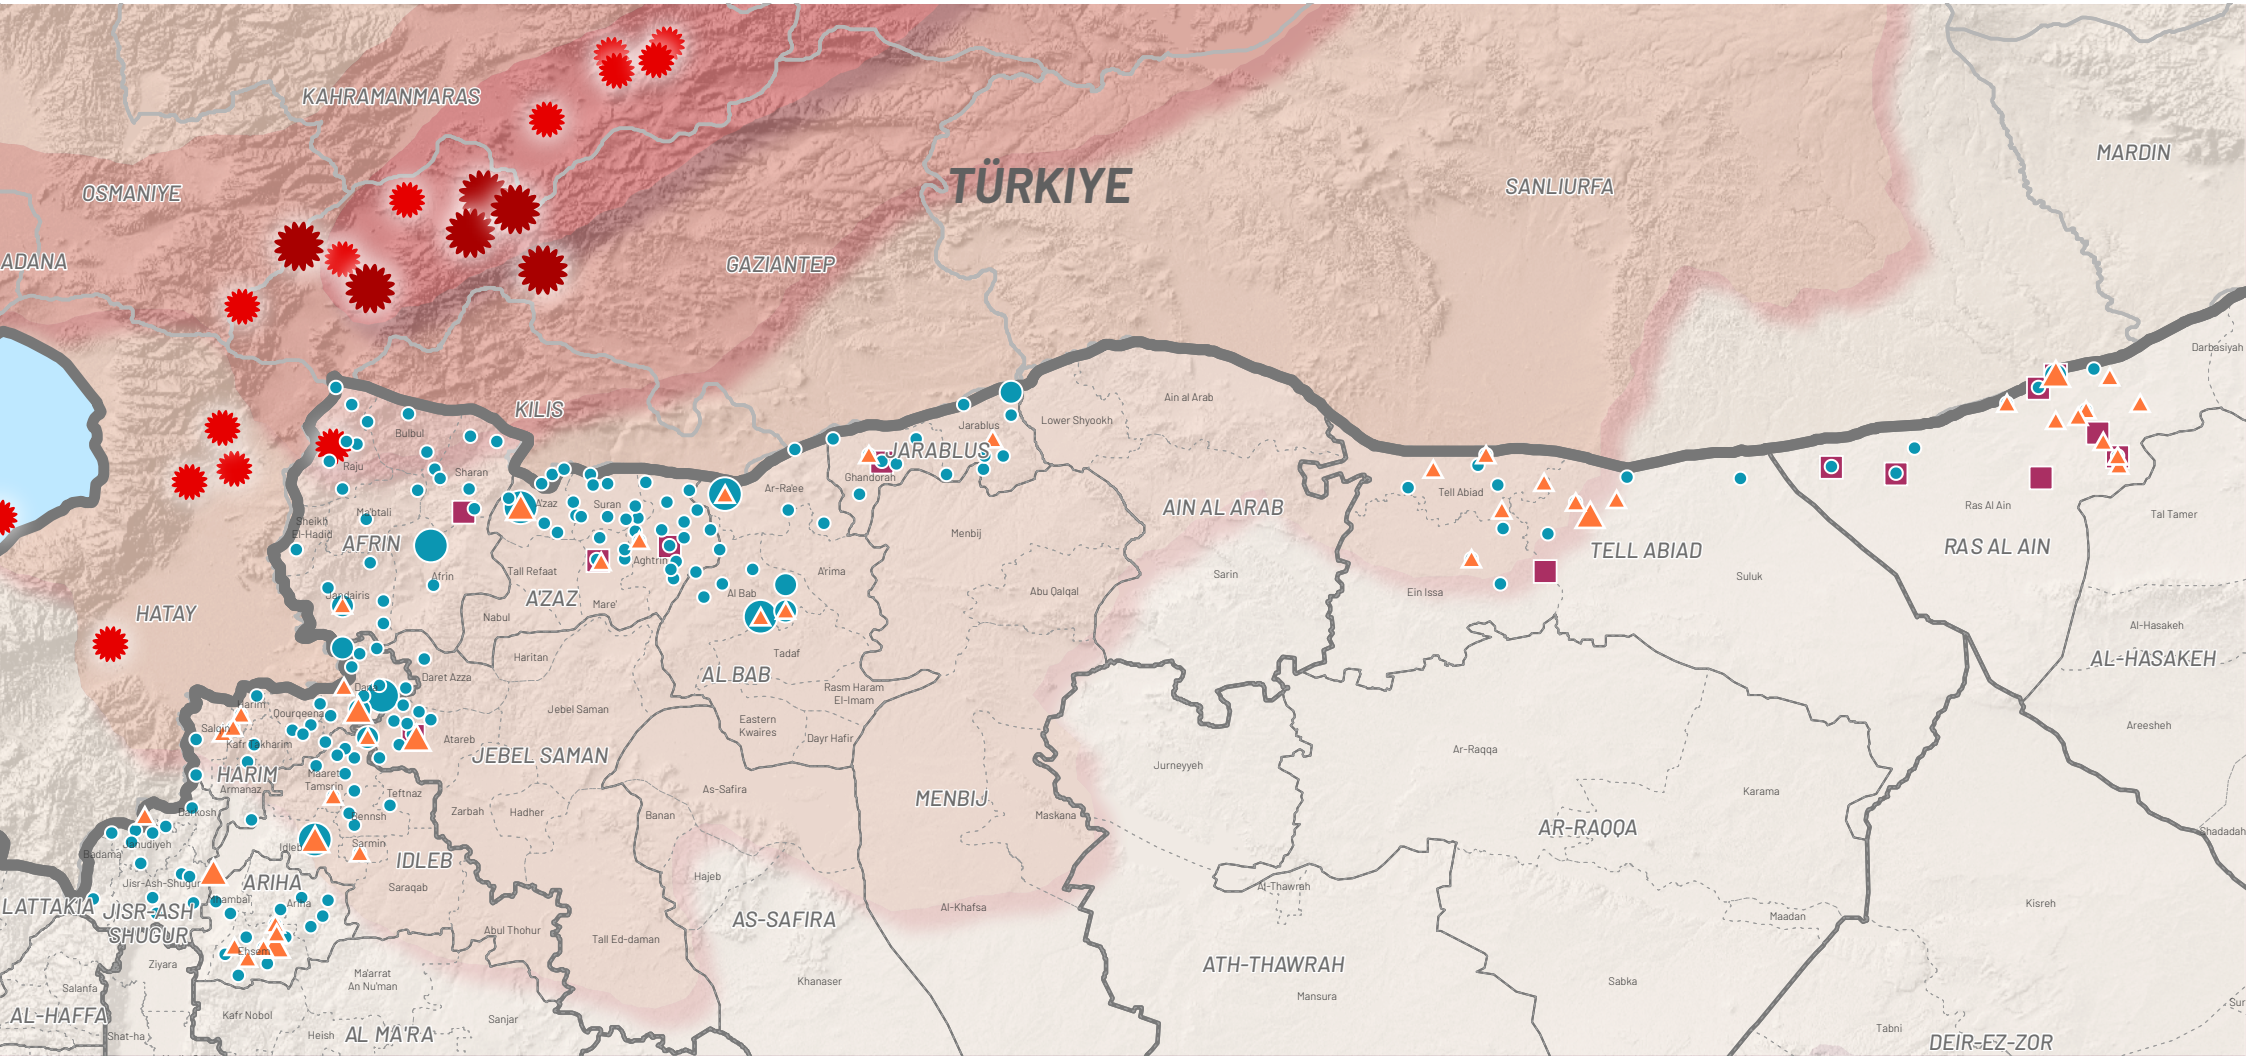 KAHRAMANMARAS
MARDIN
OSMANIYE
TÜRKIYE
SANLIURFA
ADANA
GAZIANTEP
Darbasiyah
KILIS
Ain al Arab
Lower Shyookh
Jarablus
Bulbul
JARABLUS
Raju
Sharan
Ghandorah
Ar-Ra'ee
Tell Abiad
A'zaz
Suran
Ras Al Ain
AIN AL ARAB
Ma'btali
Tal Tamer
Sheikh
El-Hadid
Menbij
AFRIN
RAS AL AIN
TELL ABIAD
Aghtrin
Tall Refaat
A'rima
Sarin
Afrin
Suluk
Jandairis
Al Bab
Abu Qalqal
Ein Issa
A'ZAZ
Mare'
HATAY
Nabul
Al-Hasakeh
Tadaf
Haritan
AL-HASAKEH
AL BAB
Daret Azza
Dana
Rasm Haram
El-Imam
Harim
Jebel Saman
Qourqeena
Eastern
Kwaires
Areesheh
Salqin
Atareb
Dayr Hafir
Kafr Takharim
Ar-Raqqa
JEBEL SAMAN
Jurneyyeh
HARIM
Maaret
Tamsrin
Armanaz
As-Safira
Karama
Teftnaz
MENBIJ
Darkosh
Zarbah
Hadher
Banan
Maskana
Bennsh
AR-RAQQA
Shadadah
Janudiyeh
Idleb
Sarmin
Badama
IDLEB
Hajeb
Jisr-Ash-Shugur
ARIHA
Saraqab
Al-Thawrah
Mhambal
Ariha
Kisreh
LATTAKIA
JISR-ASH
SHUGUR
Al-Khafsa
AS-SAFIRA
Maadan
Abul Thohur
Tall Ed-daman
Ehsem
Ziyara
ATH-THAWRAH
Ma'arrat
An Nu'man
Khanaser
Sabka
Salanfa
Mansura
Sur
AL-HAFFA
Kafr Nobol
Sanjar
Tabni
Shat-ha
Heish
AL MA'RA
DEIR-EZ-ZOR